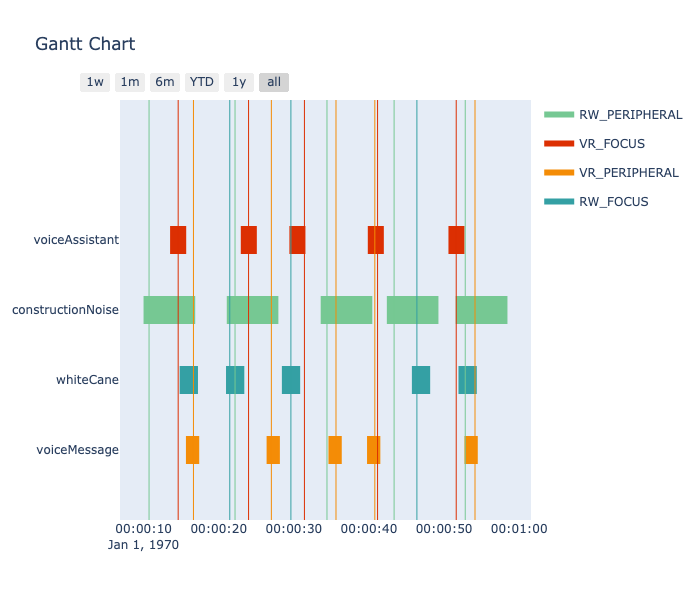 Gantt Chart
1w 1m 6m YTD 1y all
RW_PERIPHERAL
VR_FOCUS
VR_PERIPHERAL
RW_FOCUS
voiceAssistant
constructionNoise
whiteCane
voiceMessage
00:00:10 00:00:20 00:00:30 00:00:40 00:00:50 00:01:00
Jan 1, 1970